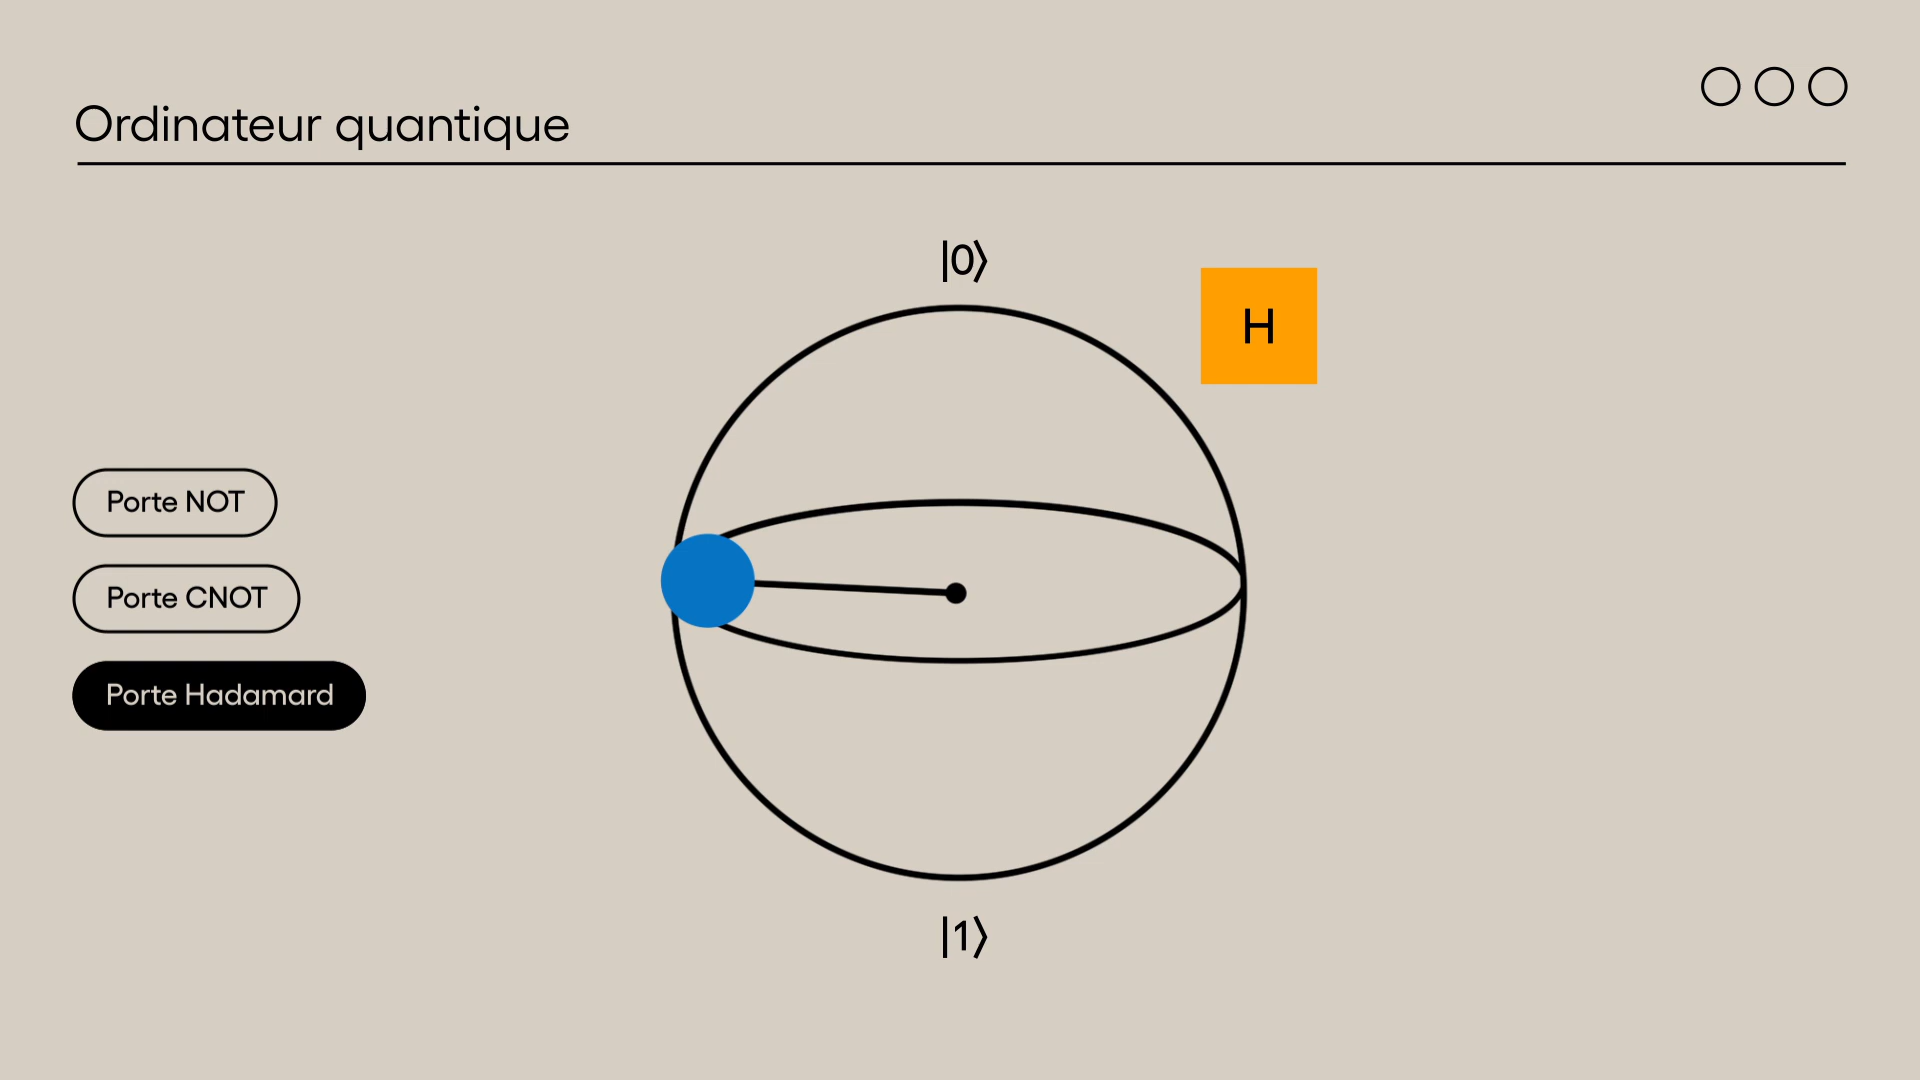 Ordinateur quantique
|0⟩
H
Porte NOT
Porte CNOT
Porte Hadamard
|1⟩